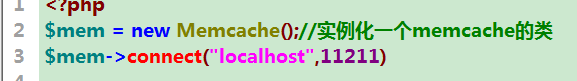 1 <?php
2 $mem = new Memcache();//实例化一个memcache的类
3 $mem->connect("localhost",11211)